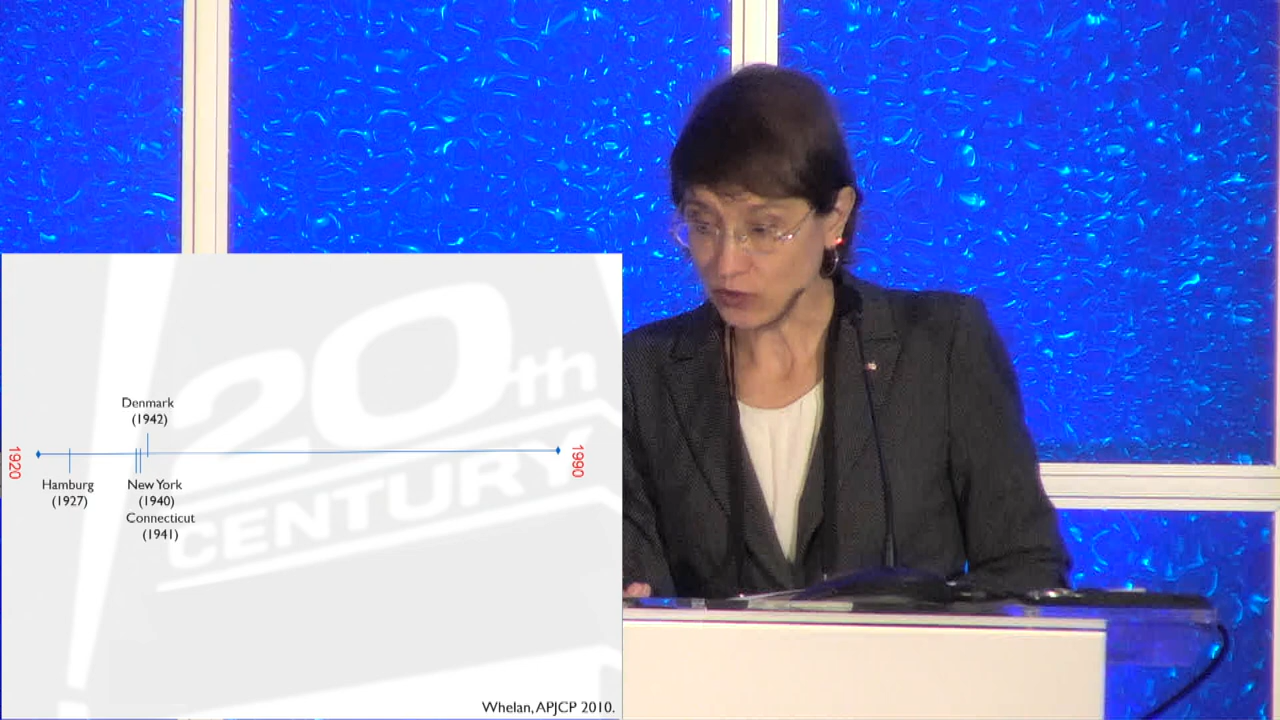 20th
CENTURY
Denmark
(1942)
1920
1990
Hamburg
(1927)
New York
(1940)
Connecticut
(1941)
Whelan, APJCP 2010.